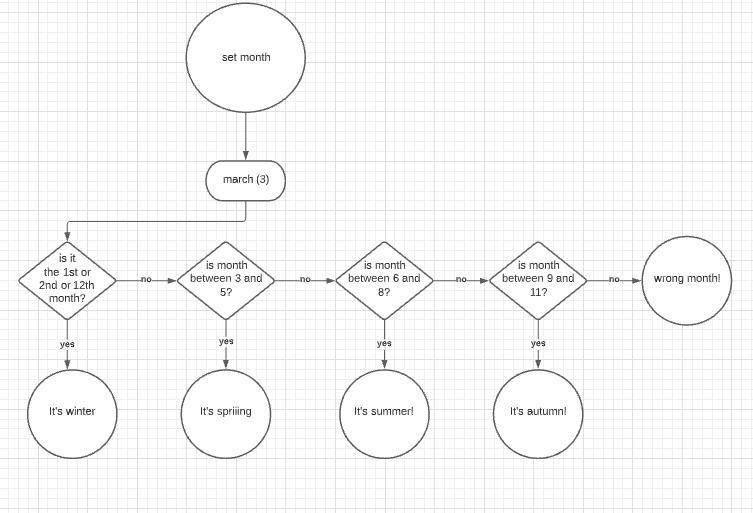 set month
march (3)
is it
the 1st or
2nd or 12th
month?
no
is month
between 3 and
5?
no
is month
between 6 and
8?
no
is month
between 9 and
11?
no
wrong month!
yes
yes
yes
yes
It's winter
It's spriiing
It's summer!
It's autumn!